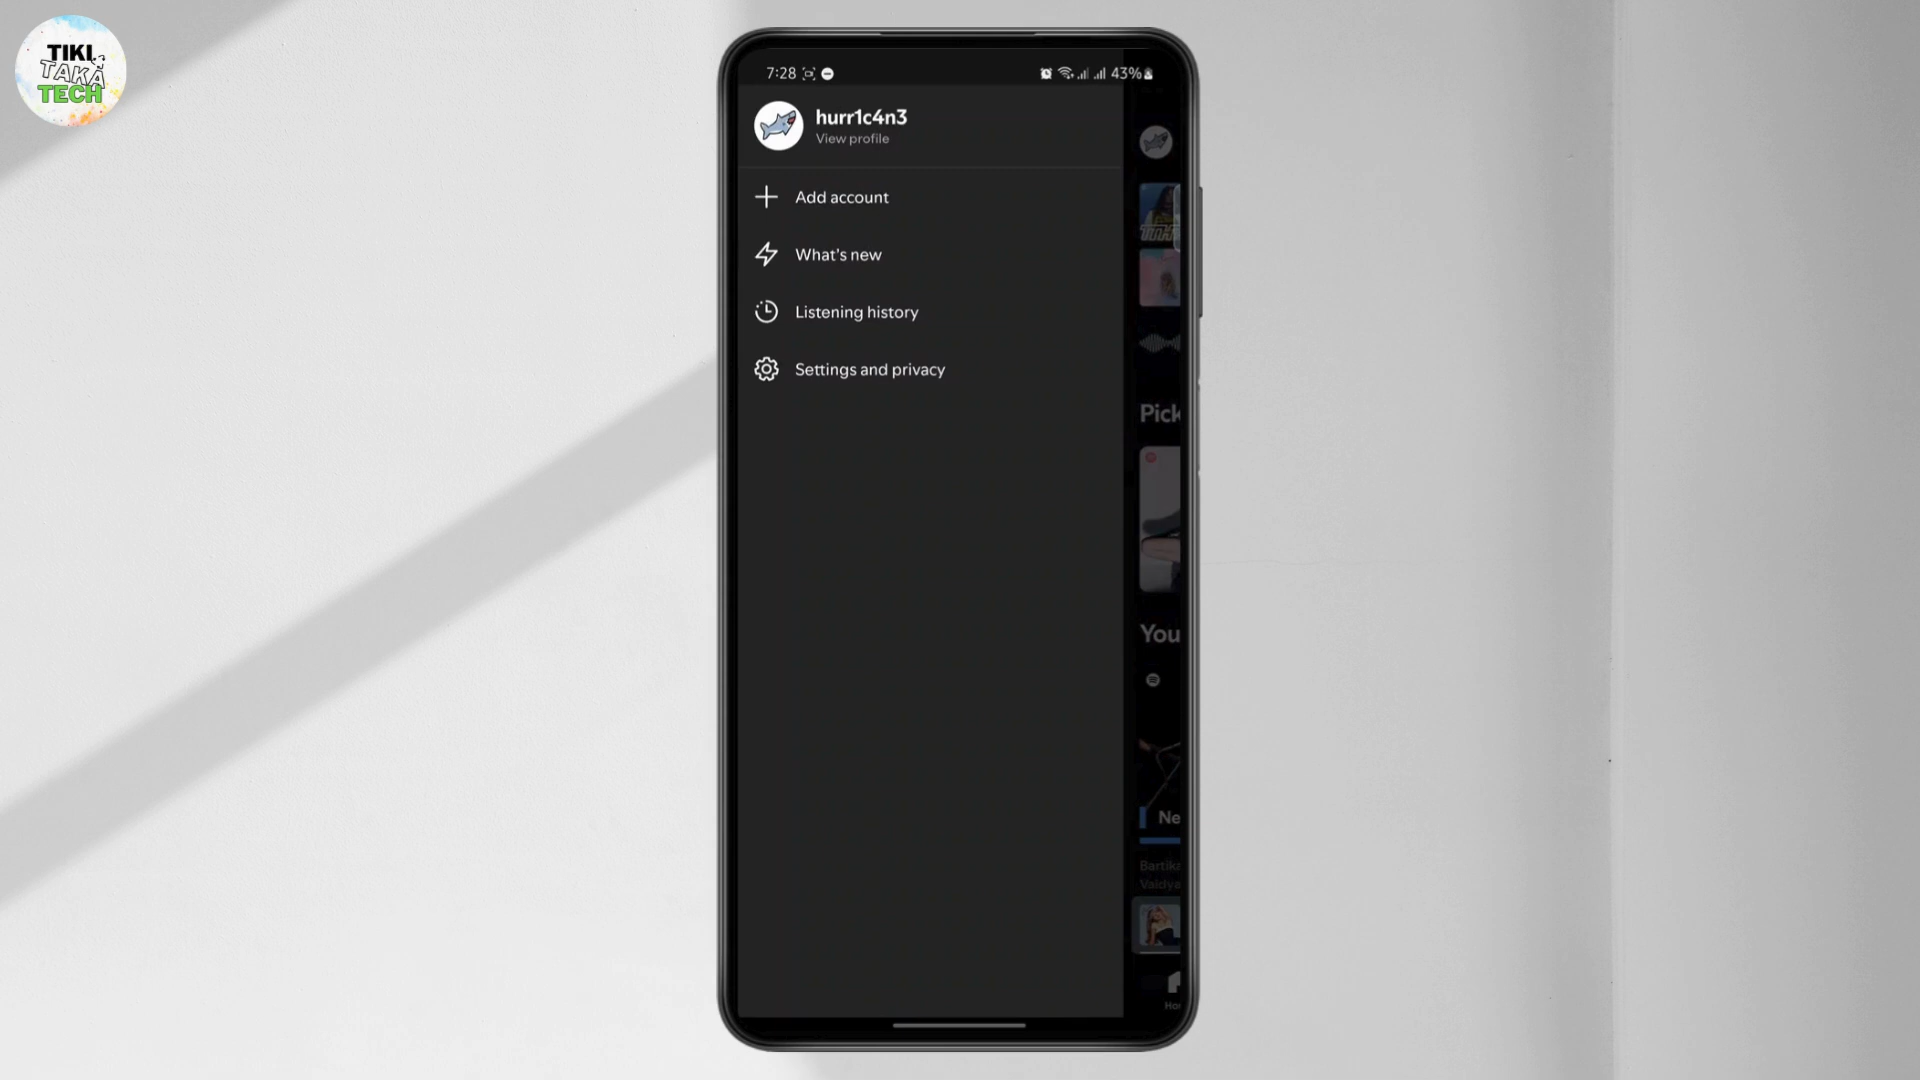 TIKI
TAKA
TECH
7:28
43%
hurr1c4n3
View profile
Add account
What's new
Listening history
Settings and privacy
Pick
You
Ne
Bartika
Vaidya
Ho